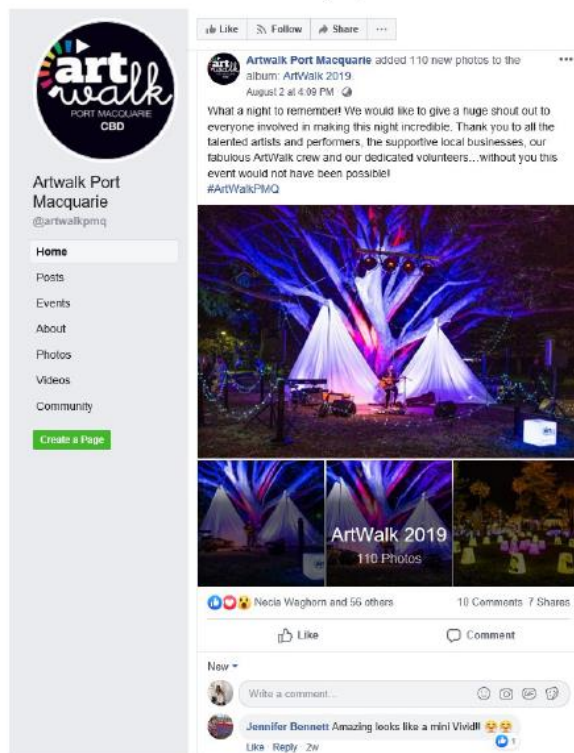 art
walk
PORT MACQUARIE
CBD
Artwalk Port
Macquarie
@artwalkpmq
Home
Posts
Events
About
Photos
Videos
Community
Create a Page
Like Follow Share ...
Artwalk Port Macquarie added 110 new photos to the
album: ArtWalk 2019.
August 2 at 4:09 PM
What a night to remember! We would like to give a huge shout out to
everyone involved in making this night incredible. Thank you to all the
talented artists and performers, the supportive local businesses, our
fabulous ArtWalk crew and our dedicated volunteers...without you this
event would not have been possible!
#ArtWalkPMQ
ArtWalk 2019
110 Photos
Necia Waghorn and 56 others 10 Comments 7 Shares
Like Comment
New
Write a comment...
Jennifer Bennett Amazing looks like a mini Vivid!!
Like · Reply · 2w 1